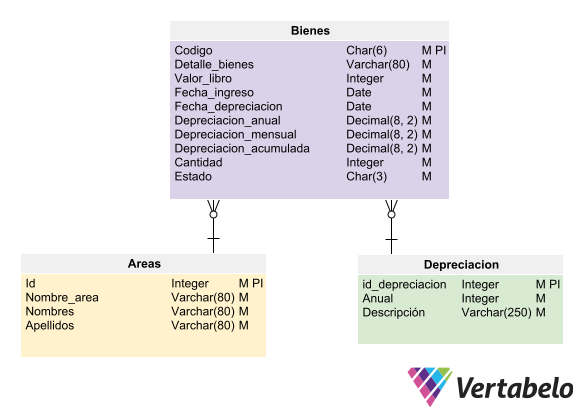 Bienes
Codigo Char(6) M PI
Detalle_bienes Varchar(80) M
Valor_libro Integer M
Fecha_ingreso Date M
Fecha_depreciacion Date M
Depreciacion_anual Decimal(8, 2) M
Depreciacion_mensual Decimal(8, 2) M
Depreciacion_acumulada Decimal(8, 2) M
Cantidad Integer M
Estado Char(3) M
Areas
Id Integer M PI
Nombre_area Varchar(80) M
Nombres Varchar(80) M
Apellidos Varchar(80) M
Depreciacion
id_depreciacion Integer M PI
Anual Integer M
Descripción Varchar(250) M
Vertabelo